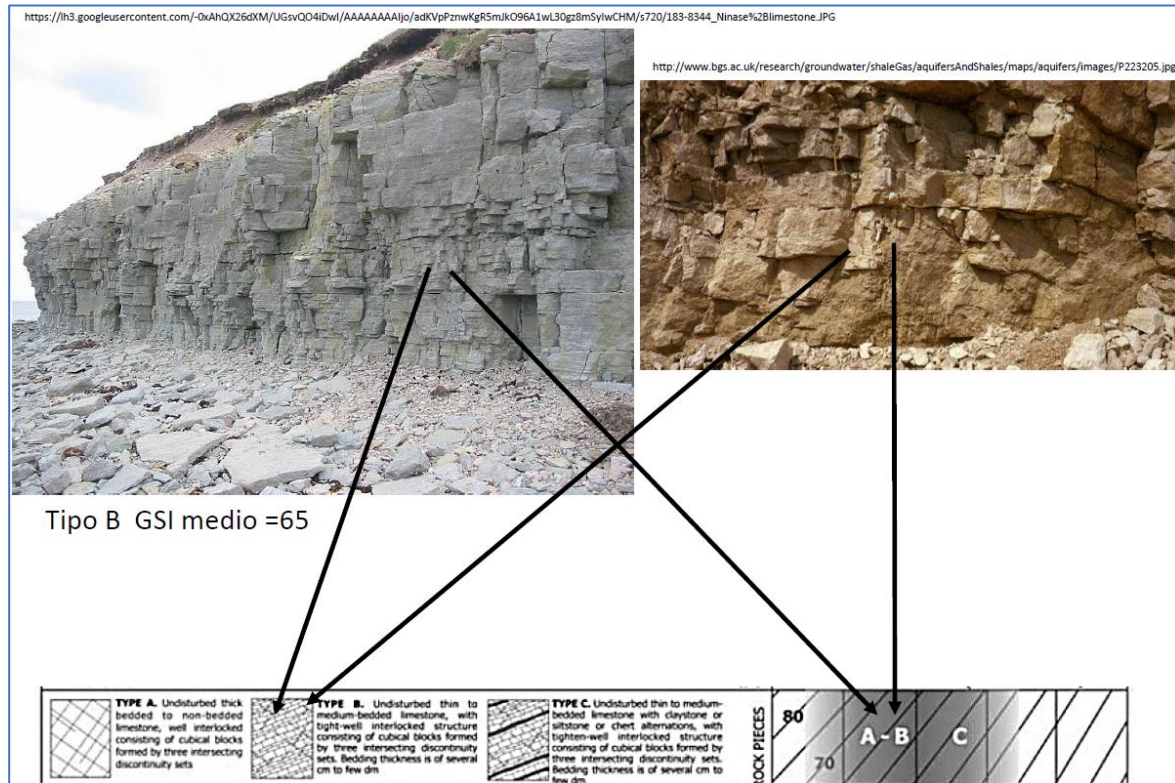 https://lh3.googleusercontent.com/-0xAhQX26dXM/UGsvQO4iDwI/AAAAAAAAIjo/adKVpPznwKgR5mJkO96A1wL30gz8mSyIwCHM/s720/183-8344_Ninase%2Blimestone.JPG
http://www.bgs.ac.uk/research/groundwater/shaleGas/aquifersAndShales/maps/aquifers/images/P223205.jpg
Tipo B GSI medio =65
TYPE A. Undisturbed thick
bedded to non-bedded
limestone, well interlocked
consisting of cubical blocks
formed by three intersecting
discontinuity sets
TYPE B. Undisturbed thin to
medium-bedded limestone, with
tight-well interlocked structure
consisting of cubical blocks formed
by three intersecting discontinuity
sets. Bedding thickness is of several
cm to few dm
TYPE C. Undisturbed thin to medium-
bedded limestone with claystone or
siltstone or chert alternations, with
tighten-well interlocked structure
consisting of cubical blocks formed by
three intersecting discontinuity sets.
Bedding thickness is of several cm to
few dm
ROCK PIECES
80
A - B
C
70